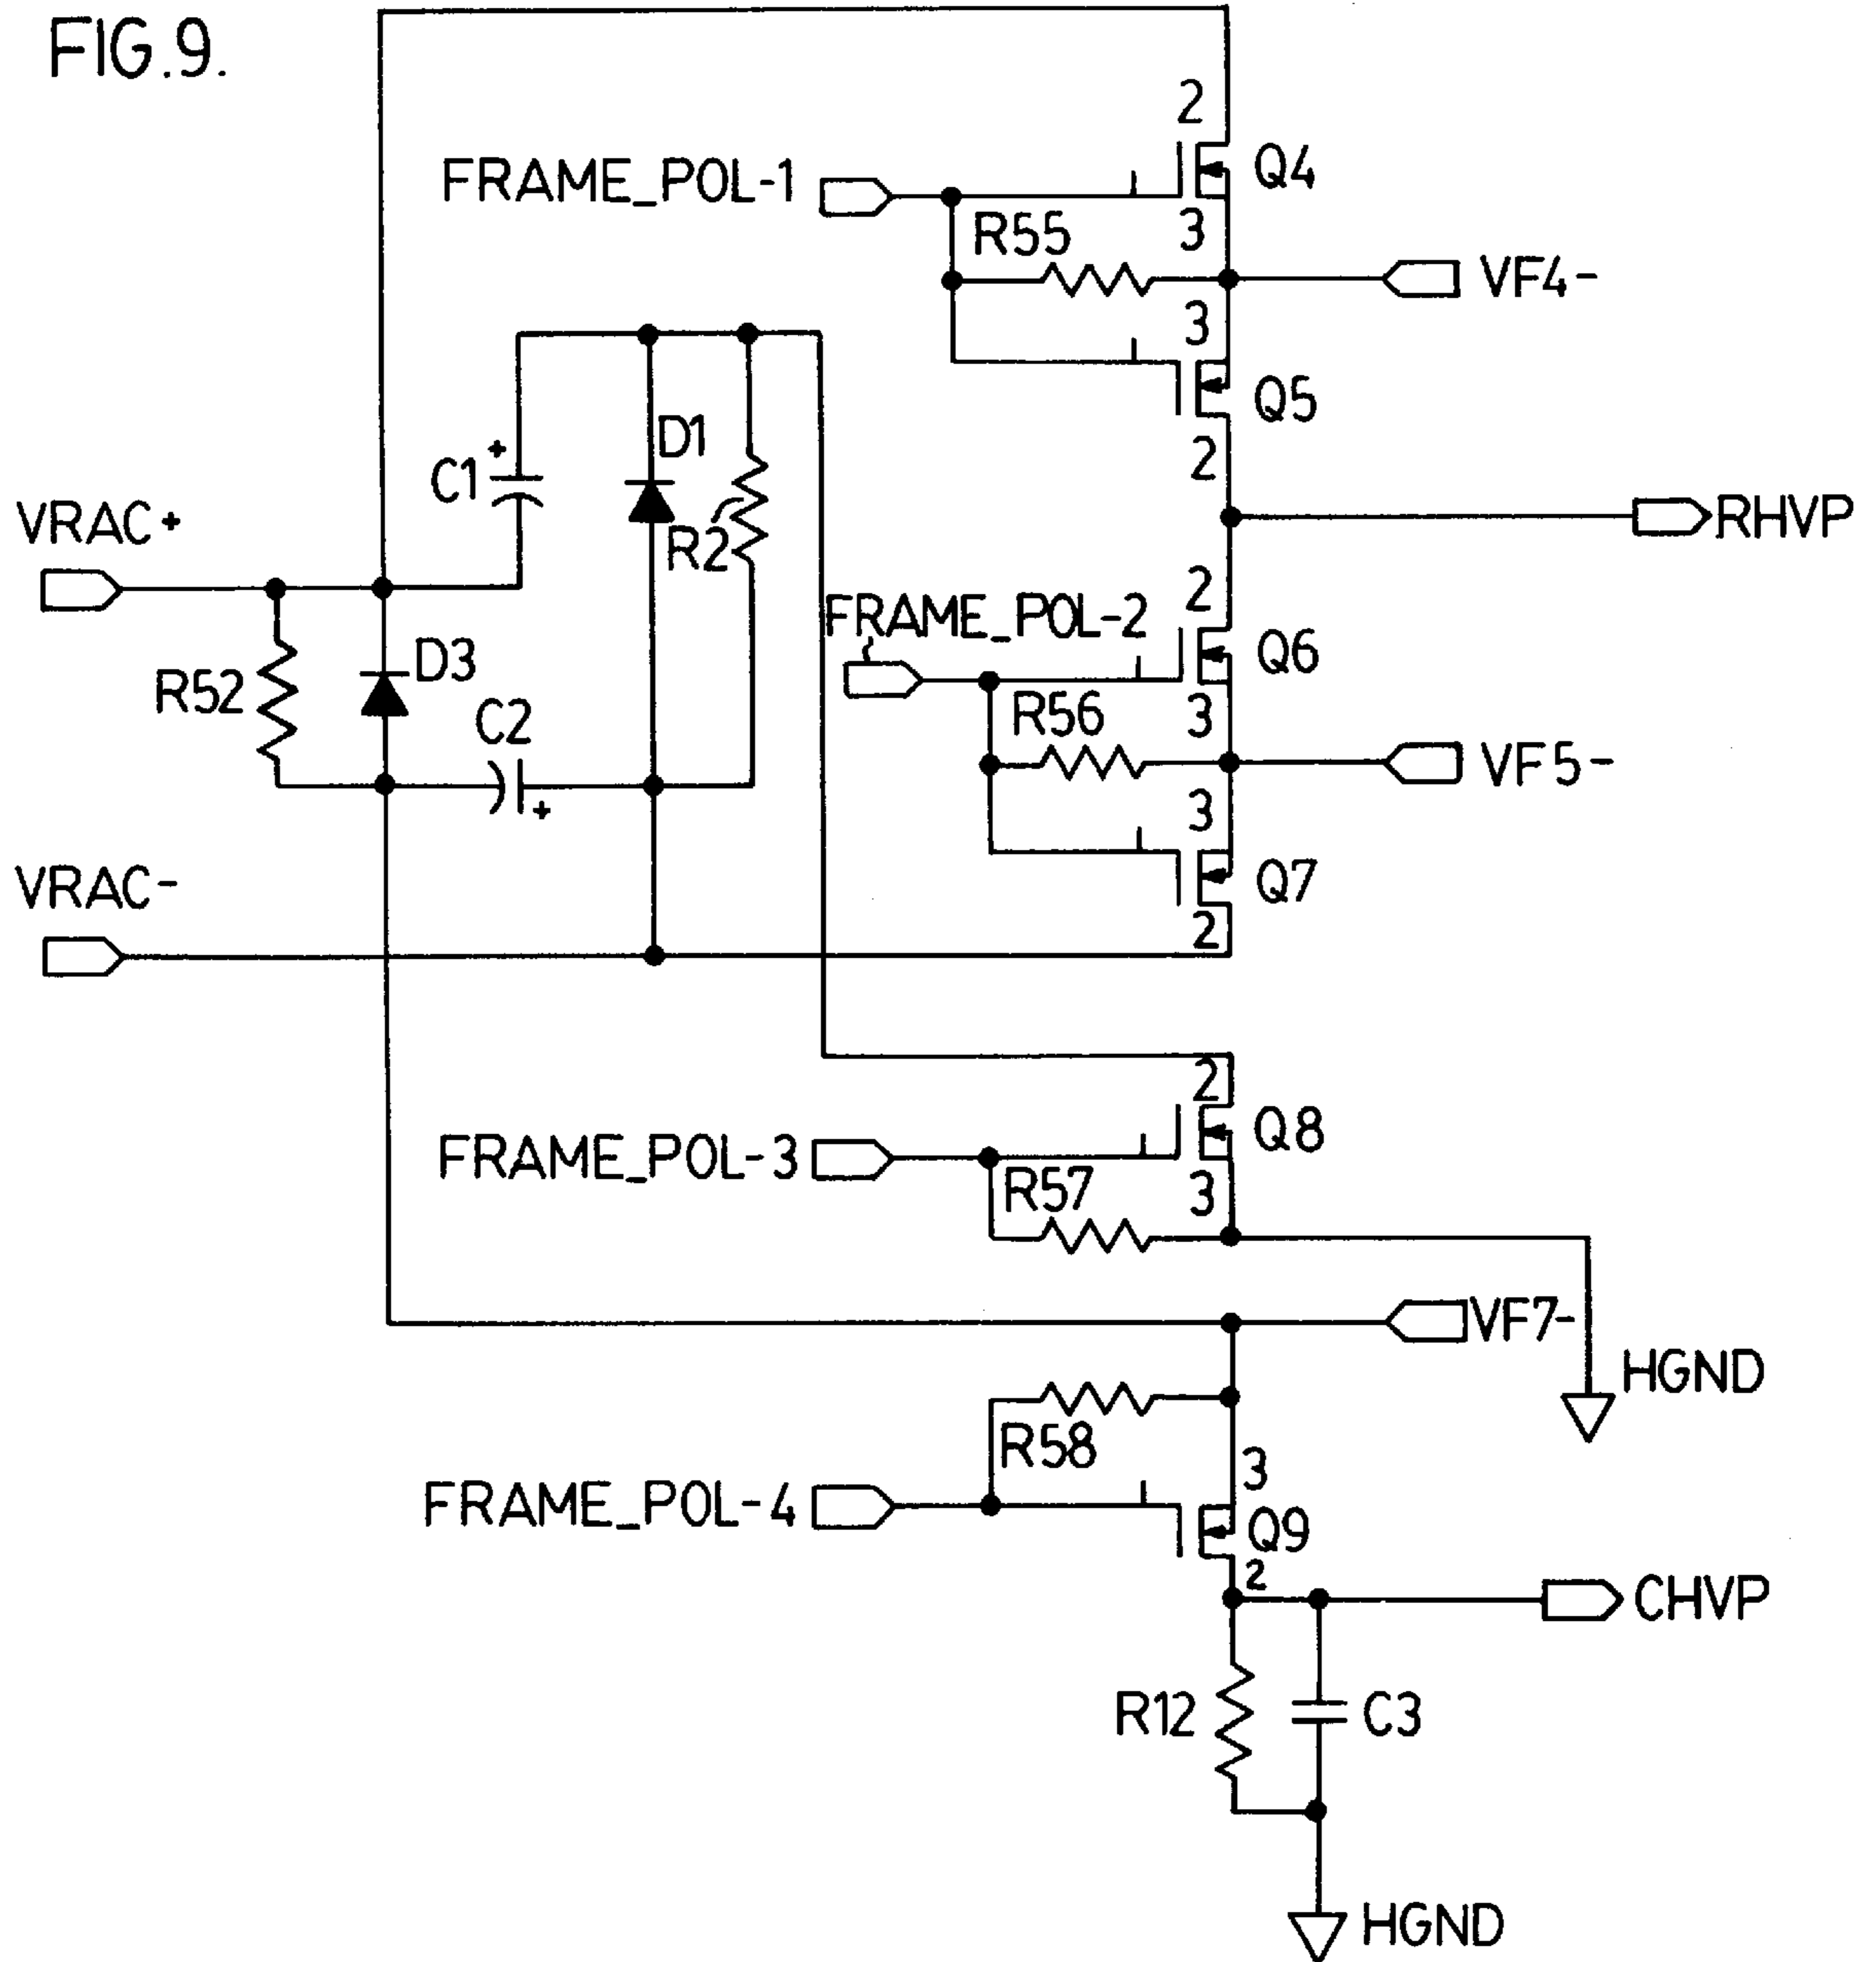 FIG.9.
2
FRAME_POL-1
Q4
R55
3
VF4-
3
Q5
D1
C1
+
2
VRAC+
R2
RHVP
FRAME_POL-2
2
Q6
D3
R52
C2
R56
3
VF5-
+
3
VRAC-
Q7
2
2
Q8
FRAME_POL-3
R57
3
VF7-
HGND
R58
3
FRAME_POL-4
Q9
2
CHVP
R12
C3
HGND